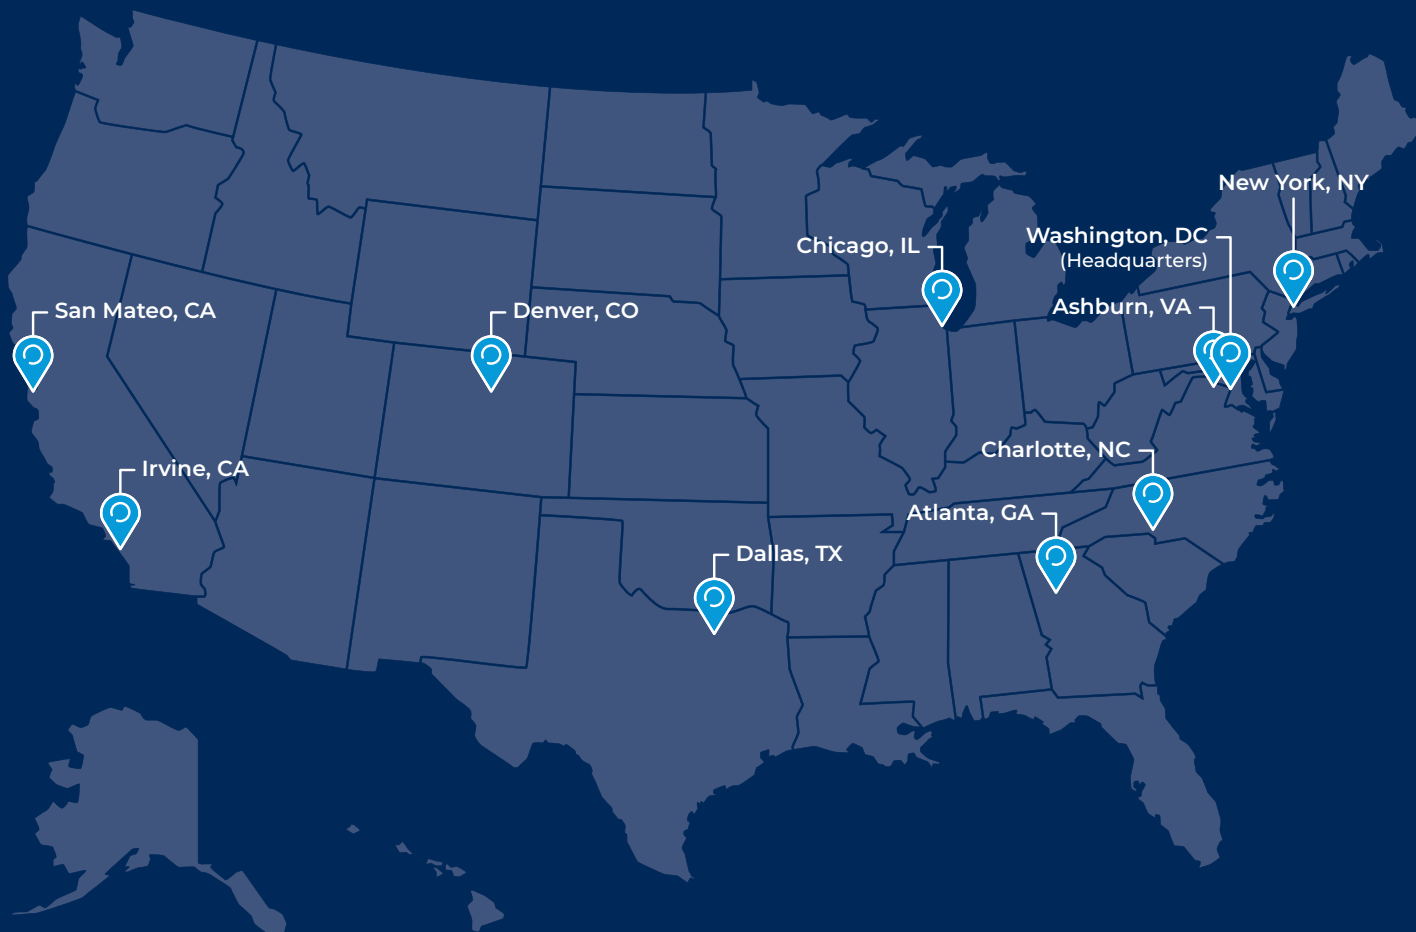 New York, NY
Washington, DC
(Headquarters)
Chicago, IL
Ashburn, VA
San Mateo, CA
Denver, CO
Charlotte, NC
Irvine, CA
Atlanta, GA
Dallas, TX